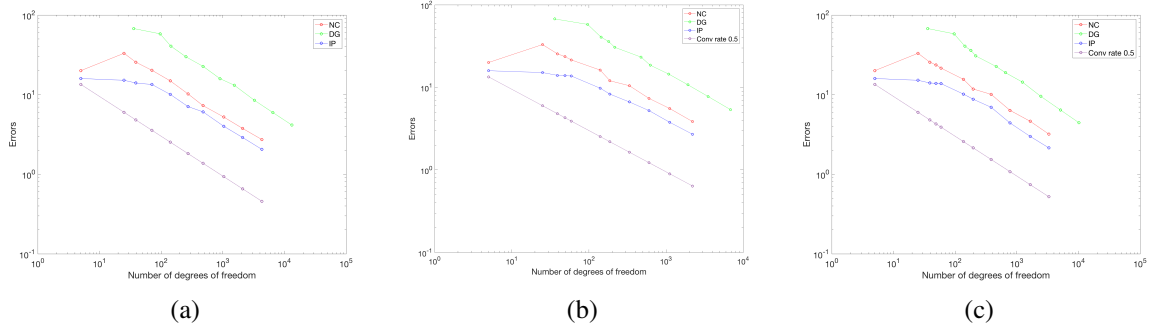 10^2
10^1
10^0
10^-1
Errors
10^0 10^1 10^2 10^3 10^4 10^5
Number of degrees of freedom
NC
DG
IP
(a)
10^2
10^1
10^0
10^-1
Errors
10^0 10^1 10^2 10^3 10^4
Number of degrees of freedom
NC
DG
IP
Conv rate 0.5
(b)
10^2
10^1
10^0
10^-1
Errors
10^0 10^1 10^2 10^3 10^4 10^5
Number of degrees of freedom
NC
DG
IP
Conv rate 0.5
(c)